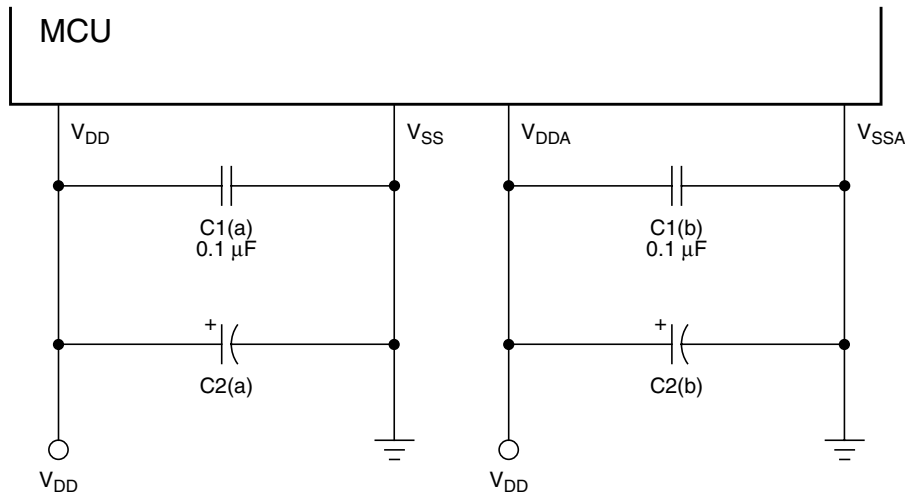 MCU
VDD
VSS
VDDA
VSSA
C1(a)
0.1 μF
C1(b)
0.1 μF
+
C2(a)
+
C2(b)
VDD
VDD